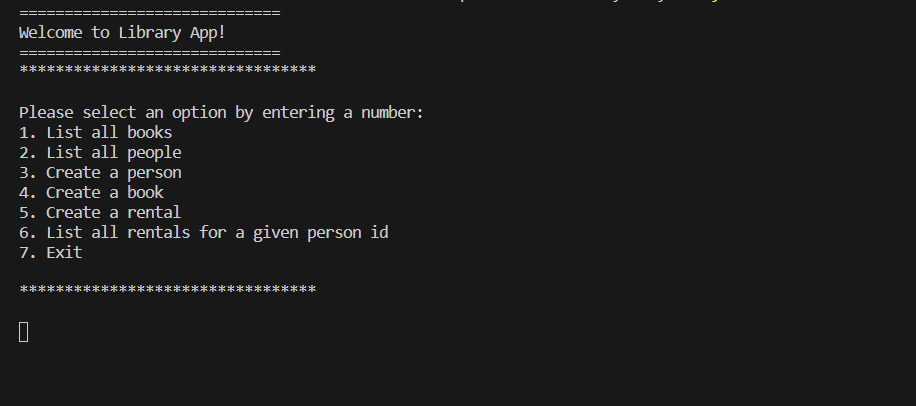 =============================
Welcome to Library App!
=============================
*********************************
Please select an option by entering a number:
1. List all books
2. List all people
3. Create a person
4. Create a book
5. Create a rental
6. List all rentals for a given person id
7. Exit
*********************************